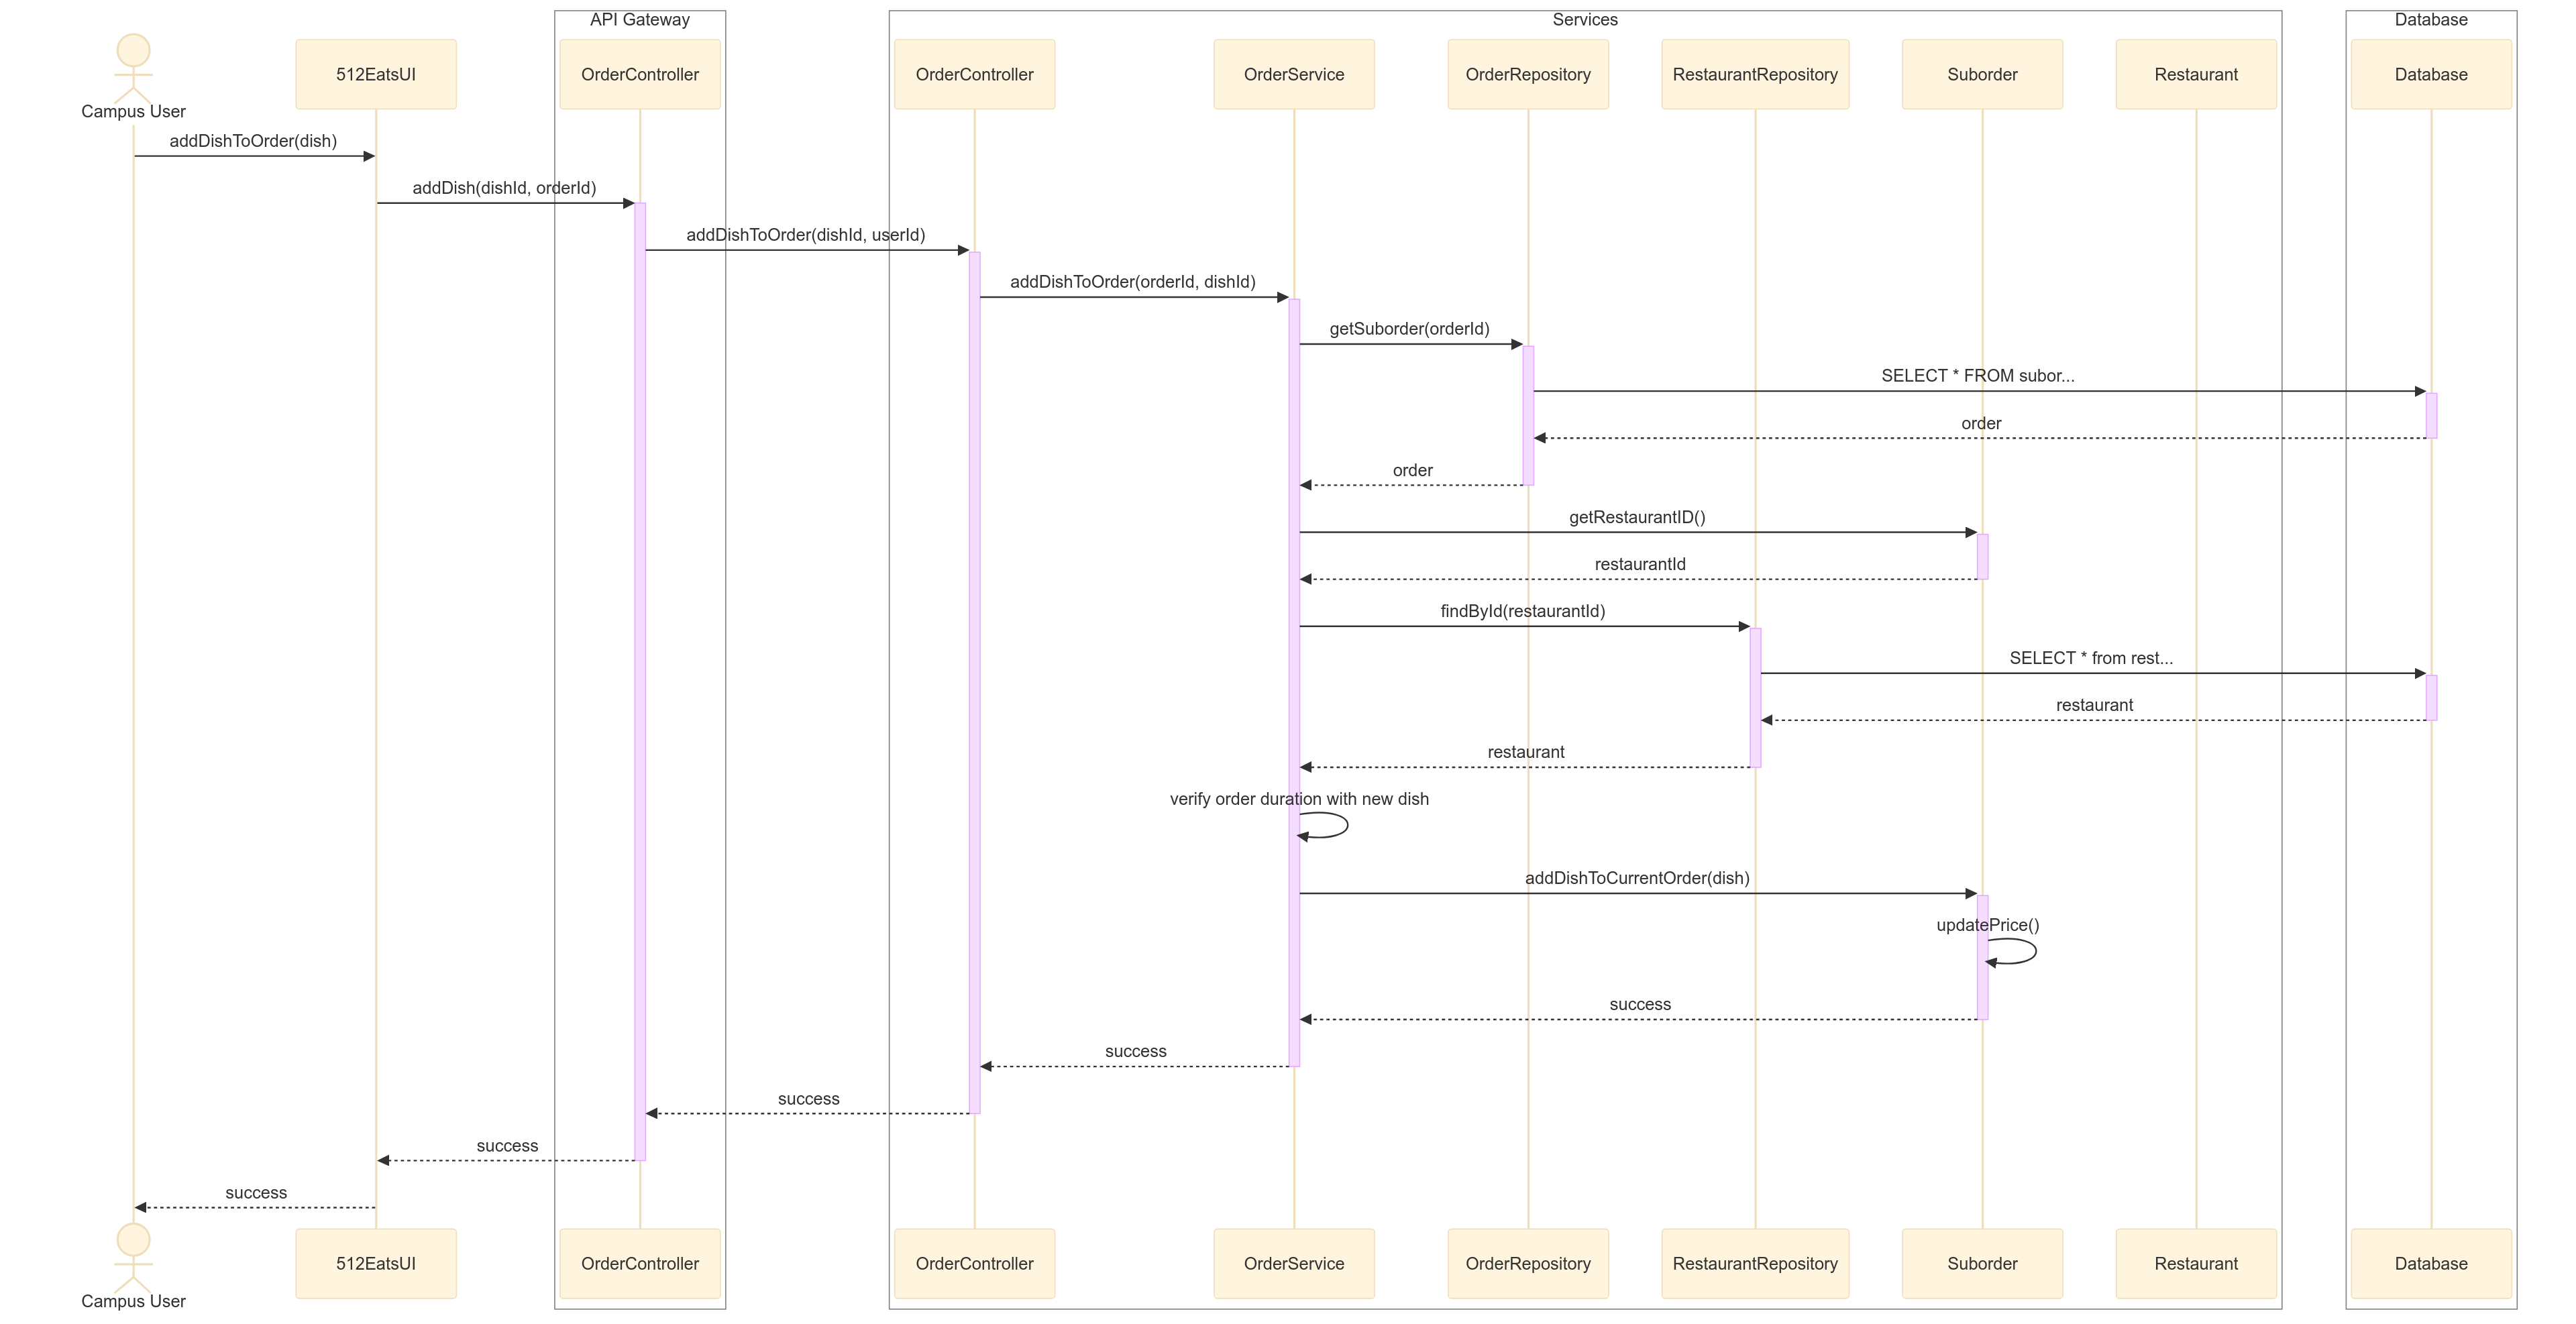 API Gateway
Services
Database
Campus User
512EatsUI
OrderController
OrderController
OrderService
OrderRepository
RestaurantRepository
Suborder
Restaurant
Database
addDishToOrder(dish)
addDish(dishId, orderId)
addDishToOrder(dishId, userId)
addDishToOrder(orderId, dishId)
getSuborder(orderId)
SELECT * FROM subor...
order
order
getRestaurantID()
restaurantId
findById(restaurantId)
SELECT * from rest...
restaurant
restaurant
verify order duration with new dish
addDishToCurrentOrder(dish)
updatePrice()
success
success
success
success
success
Campus User
512EatsUI
OrderController
OrderController
OrderService
OrderRepository
RestaurantRepository
Suborder
Restaurant
Database